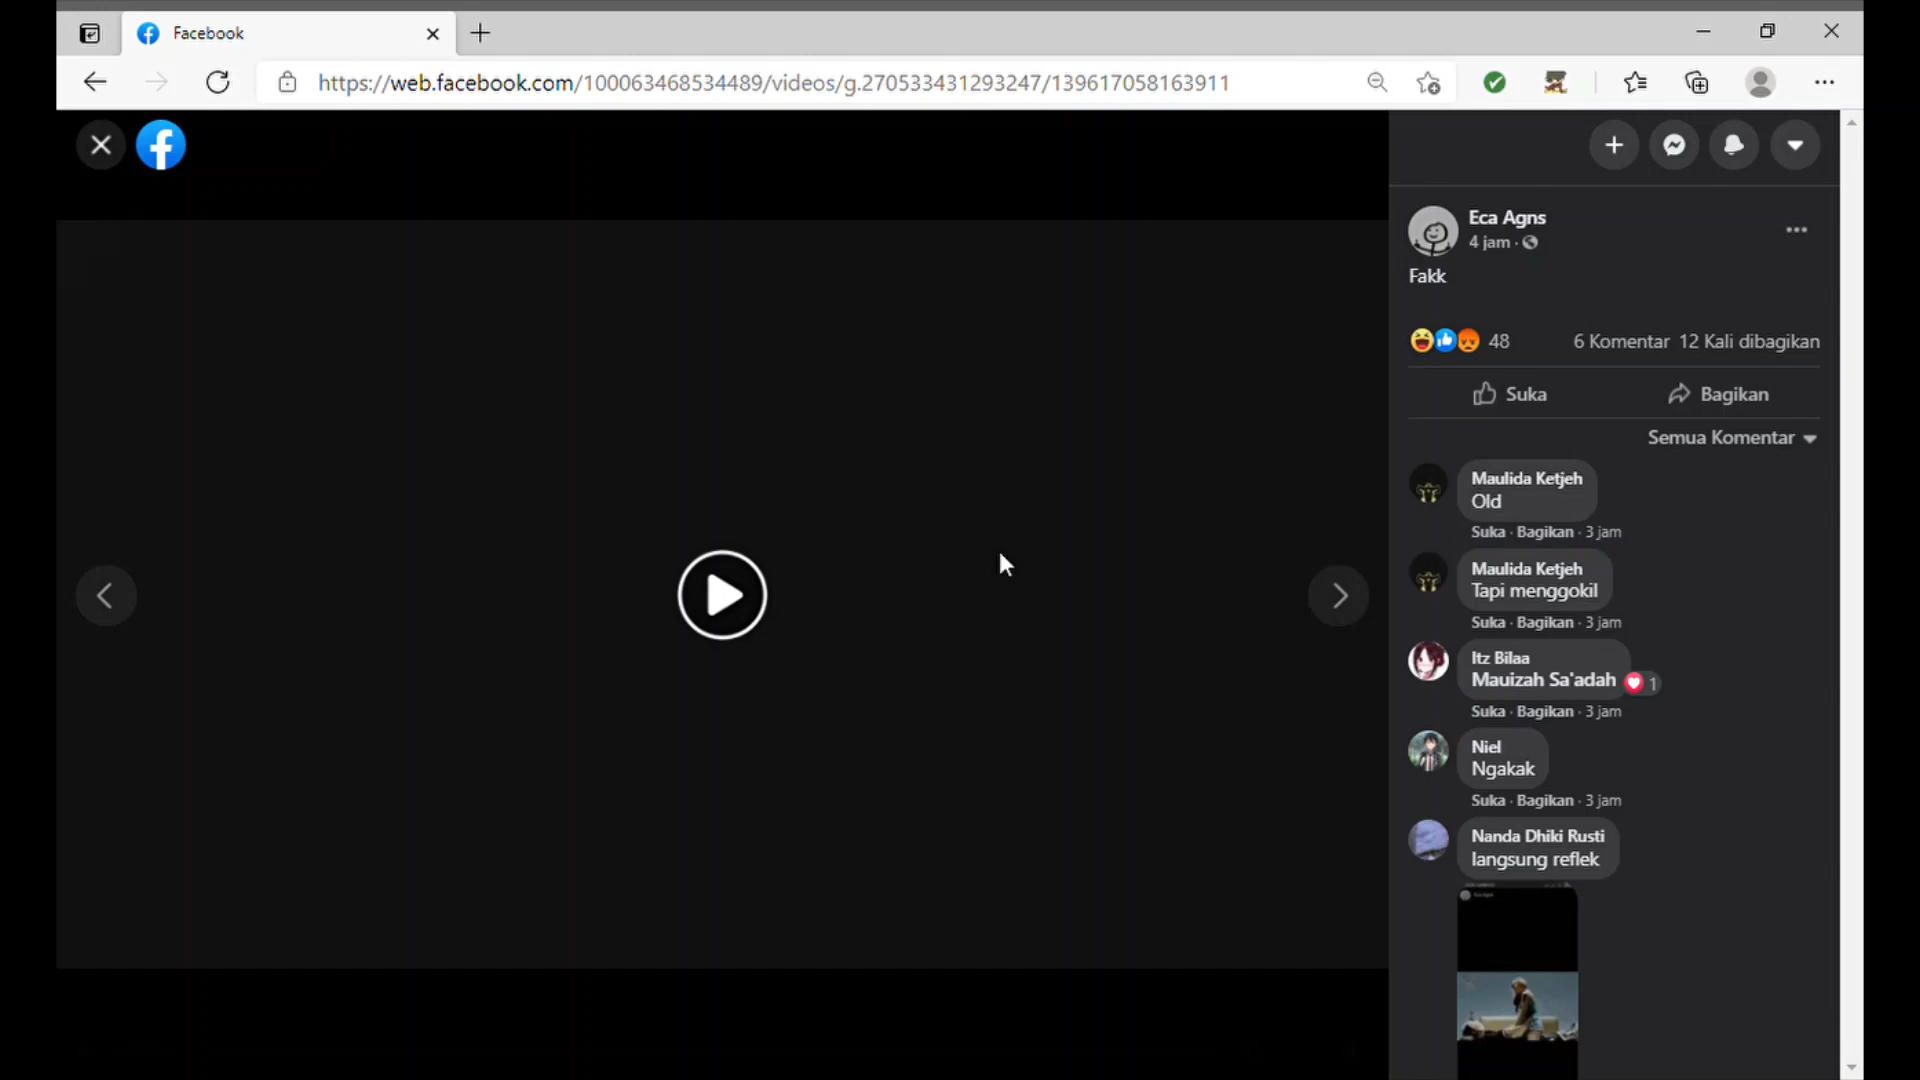 Facebook
https://web.facebook.com/100063468534489/videos/g.270533431293247/139617058163911
Eca Agns
4 jam ·
Fakk
48 6 Komentar 12 Kali dibagikan
Suka Bagikan
Semua Komentar
Maulida Ketjeh
Old
Suka · Bagikan · 3 jam
Maulida Ketjeh
Tapi menggokil
Suka · Bagikan · 3 jam
Itz Bilaa
Mauizah Sa'adah 1
Suka · Bagikan · 3 jam
Niel
Ngakak
Suka · Bagikan · 3 jam
Nanda Dhiki Rusti
langsung reflek